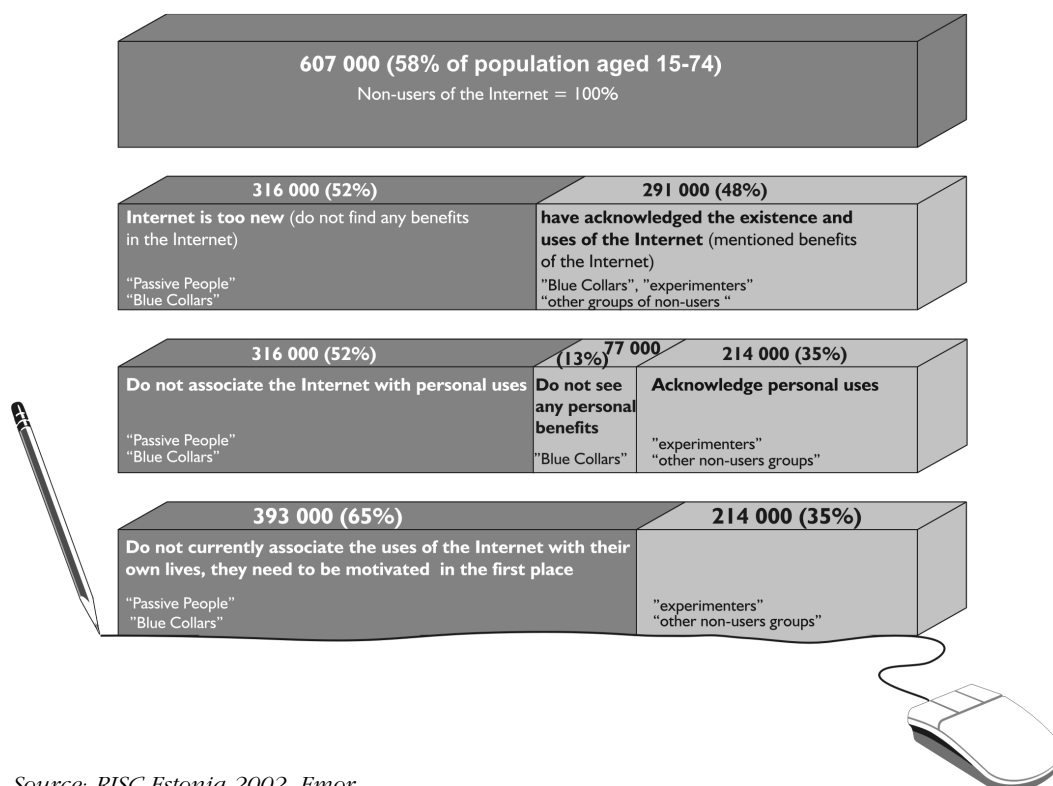 607 000 (58% of population aged 15-74)
Non-users of the Internet = 100%
316 000 (52%)
291 000 (48%)
Internet is too new (do not find any benefits
in the Internet)
"Passive People"
“Blue Collars”
have acknowledged the existence and
uses of the Internet (mentioned benefits
of the Internet)
”Blue Collars”, ”experimenters”
“other groups of non-users “
316 000 (52%)
77 000
(13%)
214 000 (35%)
Do not associate the Internet with personal uses
“Passive People”
“Blue Collars”
Do not see
any personal
benefits
”Blue Collars”
Acknowledge personal uses
”experimenters”
“other non-users groups”
393 000 (65%)
214 000 (35%)
Do not currently associate the uses of the Internet with their
own lives, they need to be motivated in the first place
“Passive People”
”Blue Collars”
”experimenters”
“other non-users groups”
Source: RISC Estonia 2002, Emor